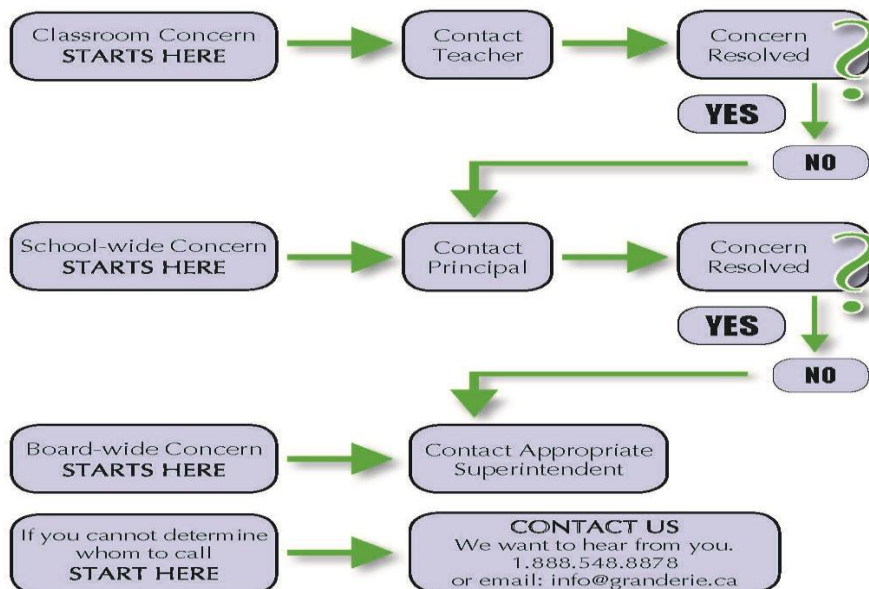 Classroom Concern
STARTS HERE
Contact
Teacher
Concern
Resolved
?
YES
NO
School-wide Concern
STARTS HERE
Contact
Principal
Concern
Resolved
?
YES
NO
Board-wide Concern
STARTS HERE
Contact Appropriate
Superintendent
If you cannot determine
whom to call
START HERE
CONTACT US
We want to hear from you.
1.888.548.8878
or email: info@granderie.ca